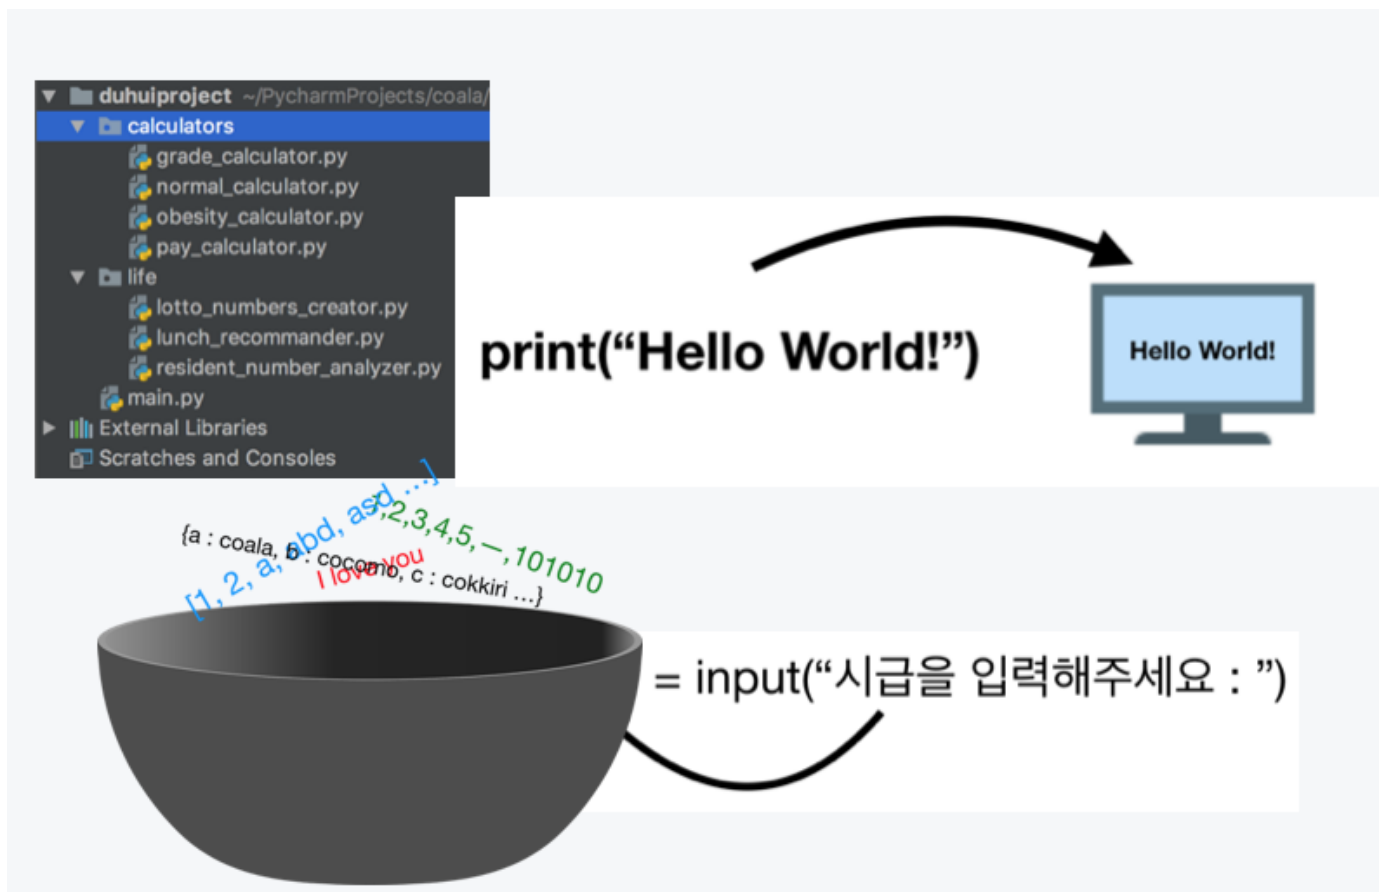 duhuiproject ~/PycharmProjects/coala/
calculators
grade_calculator.py
normal_calculator.py
obesity_calculator.py
pay_calculator.py
life
lotto_numbers_creator.py
lunch_recommander.py
resident_number_analyzer.py
main.py
External Libraries
Scratches and Consoles
print(“Hello World!”)
Hello World!
[1, 2, a, abd, asd ...]
,2,3,4,5,—,101010
{a : coala, b : cocomo, c : cokkiri ...}
I love you
= input(“시급을 입력해주세요 : ”)